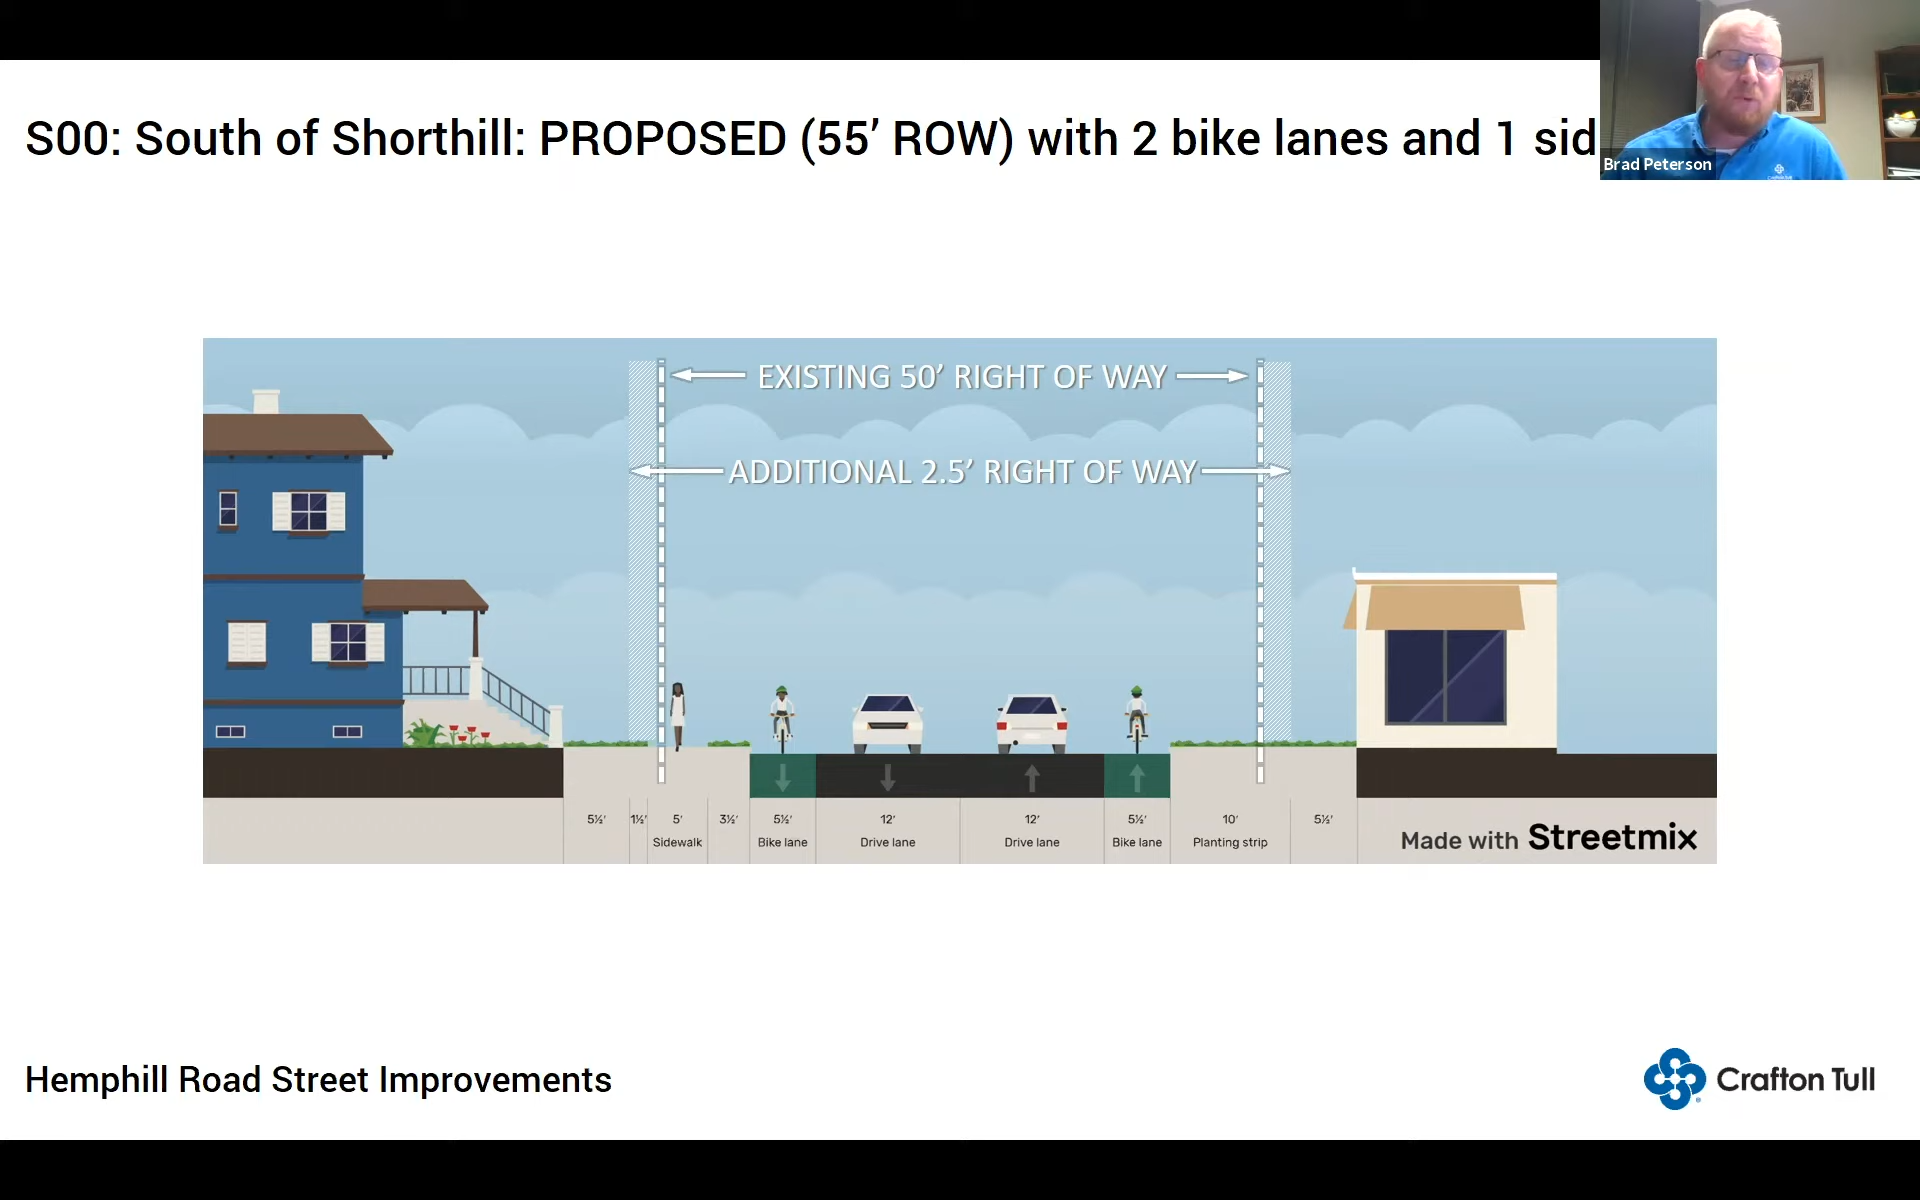 S00: South of Shorthill: PROPOSED (55’ ROW) with 2 bike lanes and 1 sid
Brad Peterson
EXISTING 50’ RIGHT OF WAY
ADDITIONAL 2.5’ RIGHT OF WAY
5½' 1½' 5' 3½' 5½' 12' 12' 5½' 10' 5½'
Sidewalk Bike lane Drive lane Drive lane Bike lane Planting strip
Made with Streetmix
Hemphill Road Street Improvements
Crafton Tull